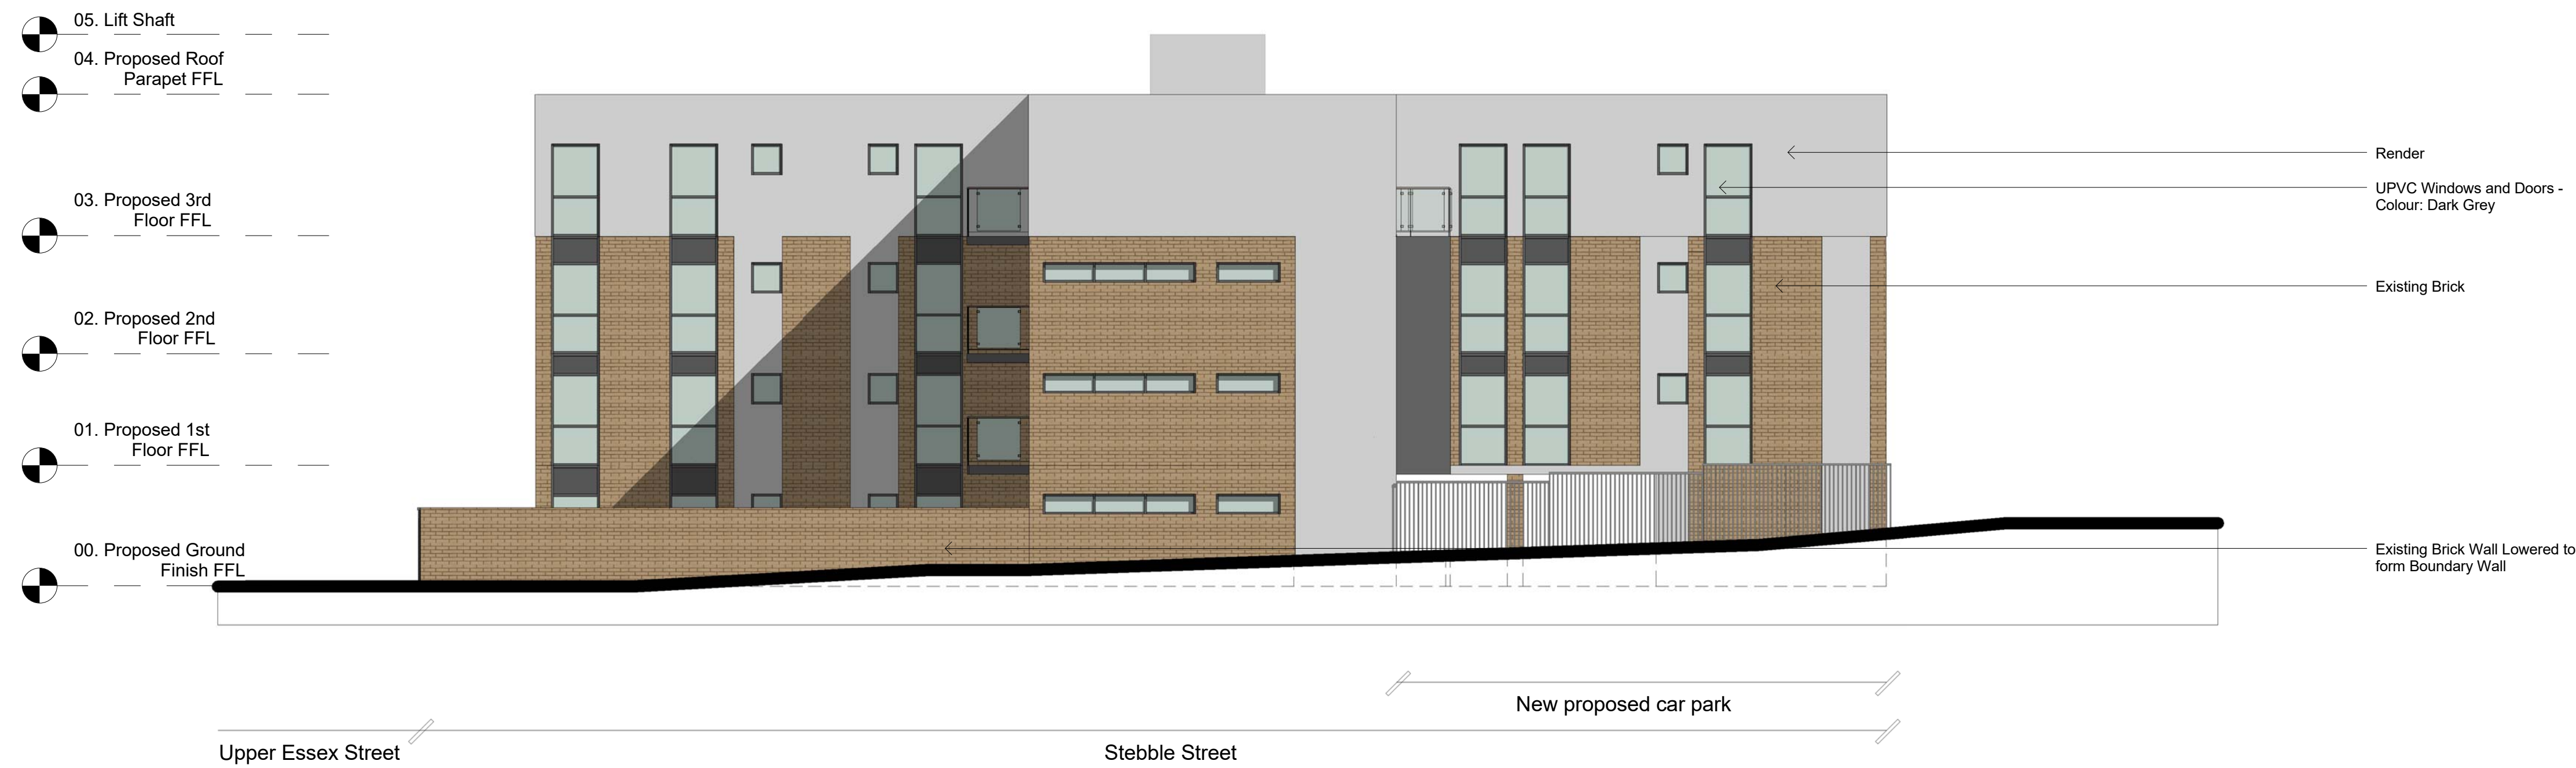 05. Lift Shaft
04. Proposed Roof
Parapet FFL
03. Proposed 3rd
Floor FFL
02. Proposed 2nd
Floor FFL
01. Proposed 1st
Floor FFL
00. Proposed Ground
Finish FFL
Render
UPVC Windows and Doors -
Colour: Dark Grey
Existing Brick
Existing Brick Wall Lowered to
form Boundary Wall
New proposed car park
Upper Essex Street
Stebble Street